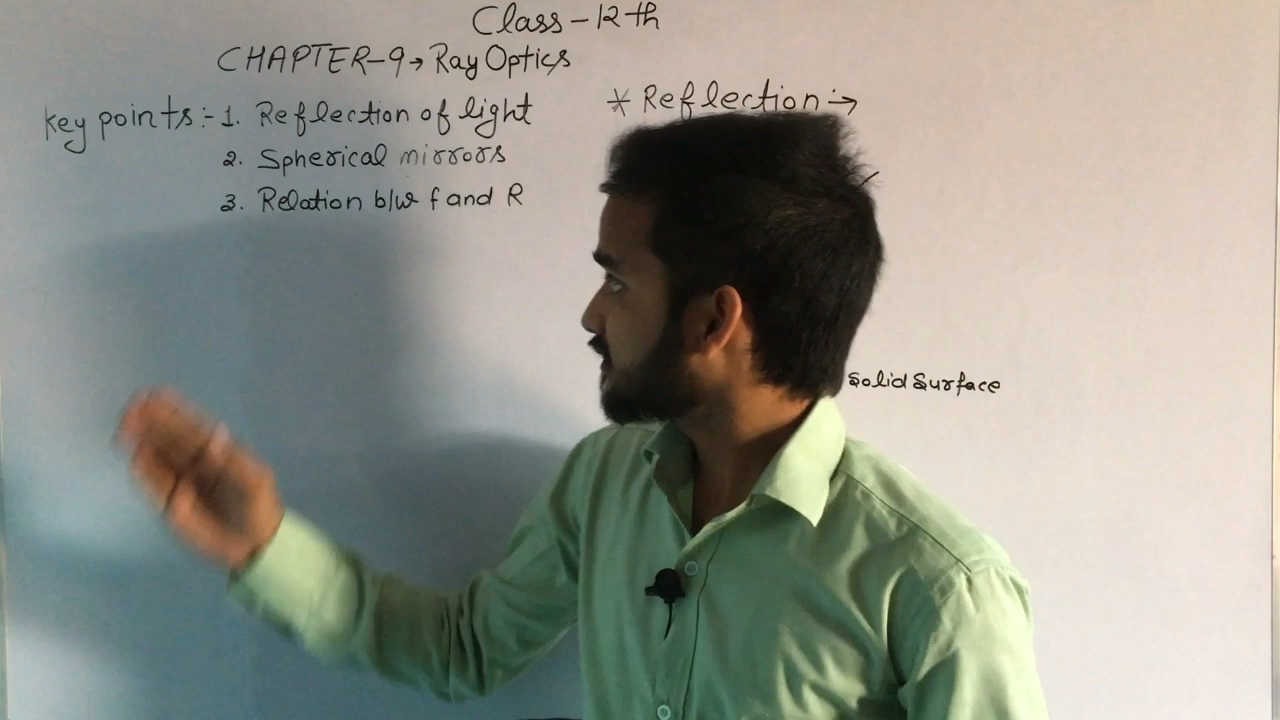 Class-12th
CHAPTER-9→Ray Optics
Key points:- 1. Reflection of light
2. Spherical mirrors
3. Relation b/w f and R
* Reflection:→
Solid Surface